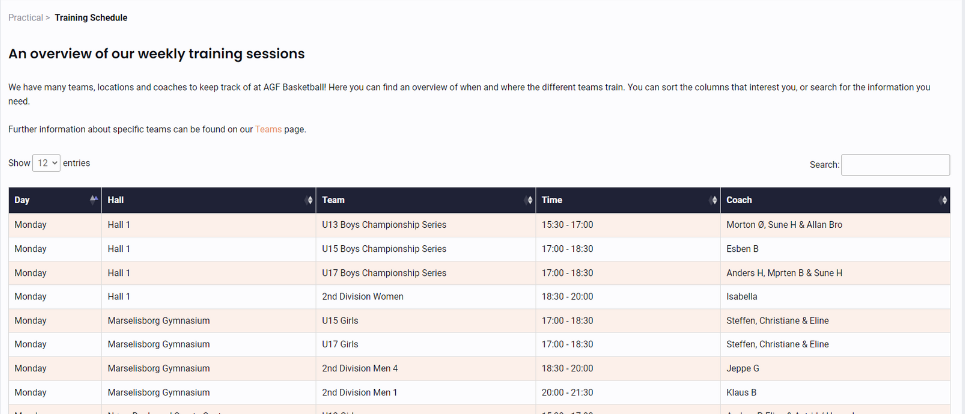 Practical > Training Schedule
An overview of our weekly training sessions
We have many teams, locations and coaches to keep track of at AGF Basketball! Here you can find an overview of when and where the different teams train. You can sort the columns that interest you, or search for the information you
need.
Further information about specific teams can be found on our Teams page.
Show 12 entries Search:
Day Hall Team Time Coach
Monday Hall 1 U13 Boys Championship Series 15:30 - 17:00 Morton Ø, Sune H & Allan Bro
Monday Hall 1 U15 Boys Championship Series 17:00 - 18:30 Esben B
Monday Hall 1 U17 Boys Championship Series 17:00 - 18:30 Anders H, Mprten B & Sune H
Monday Hall 1 2nd Division Women 18:30 - 20:00 Isabella
Monday Marselisborg Gymnasium U15 Girls 17:00 - 18:30 Steffen, Christiane & Eline
Monday Marselisborg Gymnasium U17 Girls 17:00 - 18:30 Steffen, Christiane & Eline
Monday Marselisborg Gymnasium 2nd Division Men 4 18:30 - 20:00 Jeppe G
Monday Marselisborg Gymnasium 2nd Division Men 1 20:00 - 21:30 Klaus B
Monday